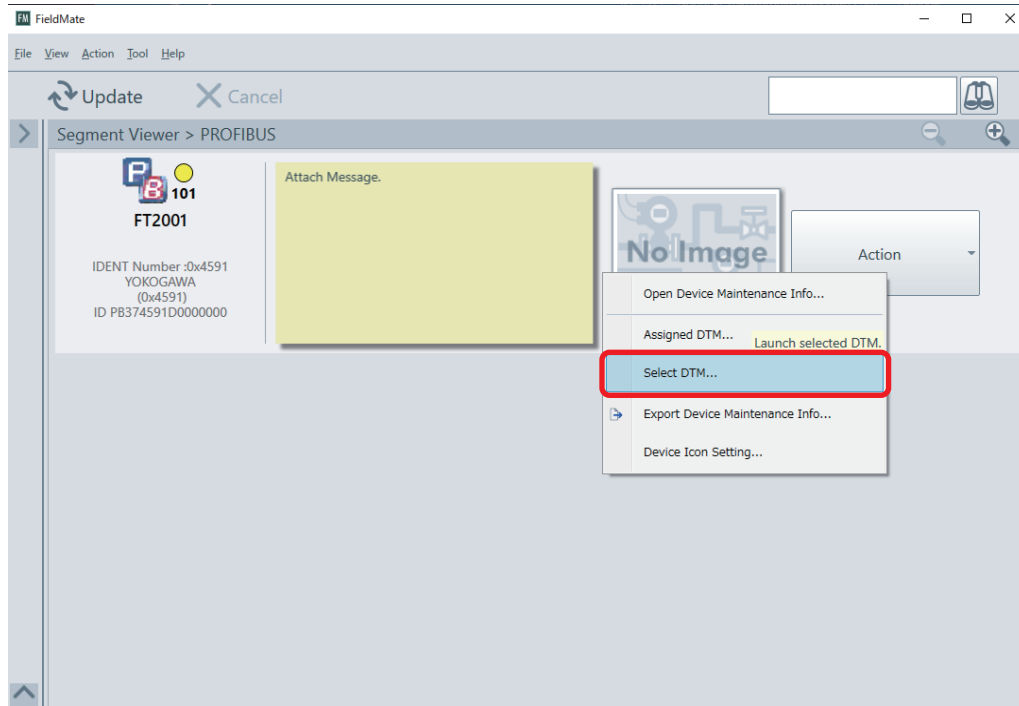 FM FieldMate
File View Action Tool Help
Update Cancel
Segment Viewer > PROFIBUS
PB 101
FT2001
IDENT Number :0x4591
YOKOGAWA
(0x4591)
ID PB374591D0000000
Attach Message.
No Image
Action
Open Device Maintenance Info...
Assigned DTM...
Launch selected DTM.
Select DTM...
Export Device Maintenance Info...
Device Icon Setting...